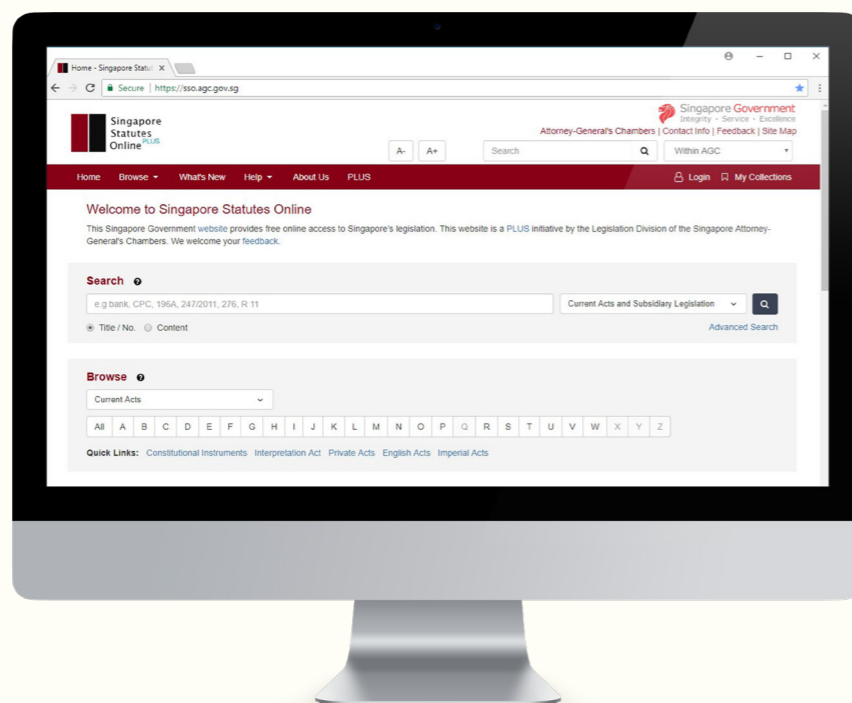 Home - Singapore Statut
Secure | https://sso.agc.gov.sg
Singapore Government
Integrity - Service - Excellence
Singapore
Statutes
Online PLUS
Attorney-General's Chambers | Contact Info | Feedback | Site Map
A- A+ Search Within AGC
Home Browse What's New Help About Us PLUS Login My Collections
Welcome to Singapore Statutes Online
This Singapore Government website provides free online access to Singapore's legislation. This website is a PLUS initiative by the Legislation Division of the Singapore Attorney-
General's Chambers. We welcome your feedback.
Search
e.g bank, CPC, 196A, 247/2011, 276, R 11 Current Acts and Subsidiary Legislation
Title / No. Content Advanced Search
Browse
Current Acts
All A B C D E F G H I J K L M N O P Q R S T U V W X Y Z
Quick Links: Constitutional Instruments Interpretation Act Private Acts English Acts Imperial Acts